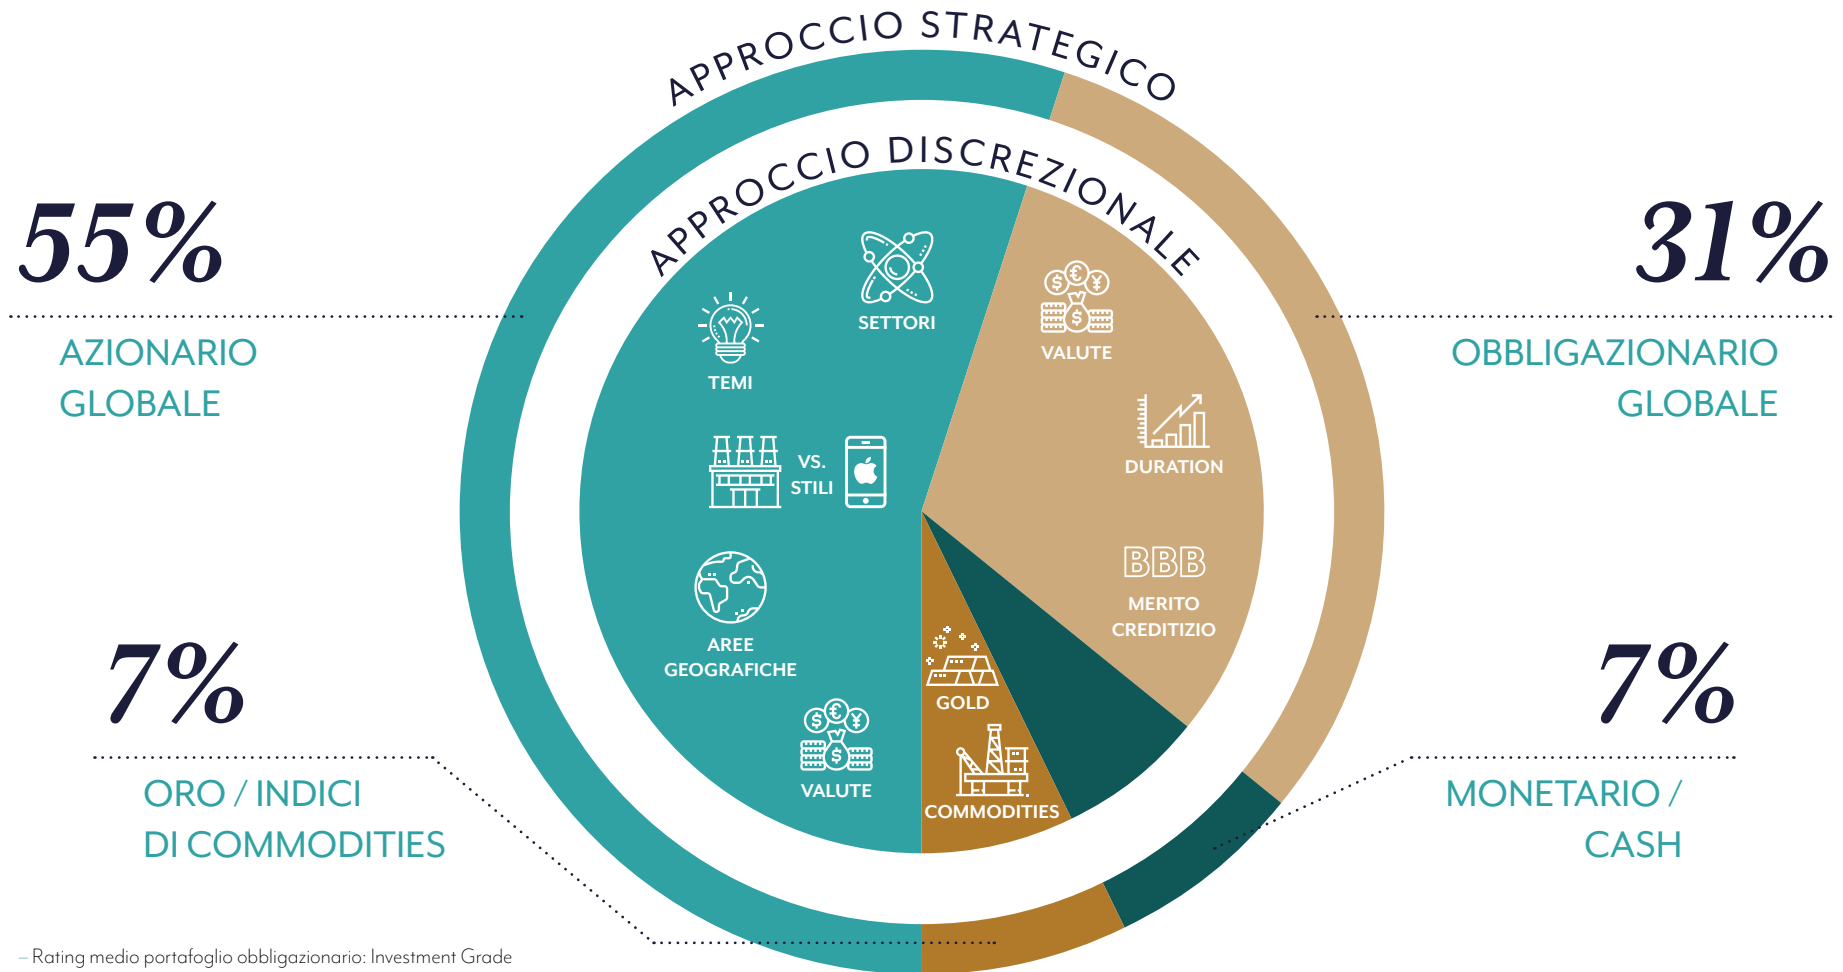 APPROCCIO STRATEGICO
APPROCCIO DISCREZIONALE
55%
AZIONARIO
GLOBALE
31%
OBBLIGAZIONARIO
GLOBALE
SETTORI
TEMI
VS.
STILI
AREE
GEOGRAFICHE
$ € ¥
$
VALUTE
$ € ¥
$
VALUTE
DURATION
BBB
MERITO
CREDITIZIO
GOLD
COMMODITIES
7%
ORO / INDICI
DI COMMODITIES
7%
MONETARIO /
CASH
– Rating medio portafoglio obbligazionario: Investment Grade